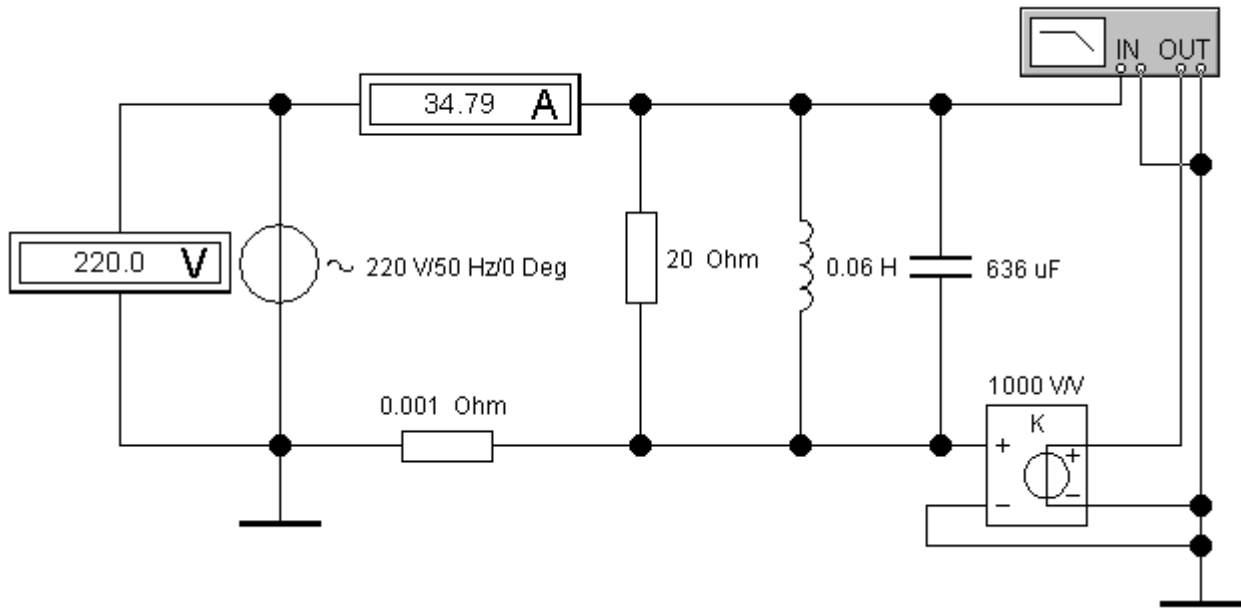 IN OUT
34.79 A
220.0 V
~ 220 V/50 Hz/0 Deg
20 Ohm
0.06 H
636 uF
0.001 Ohm
1000 V/V
K
+ +
− −